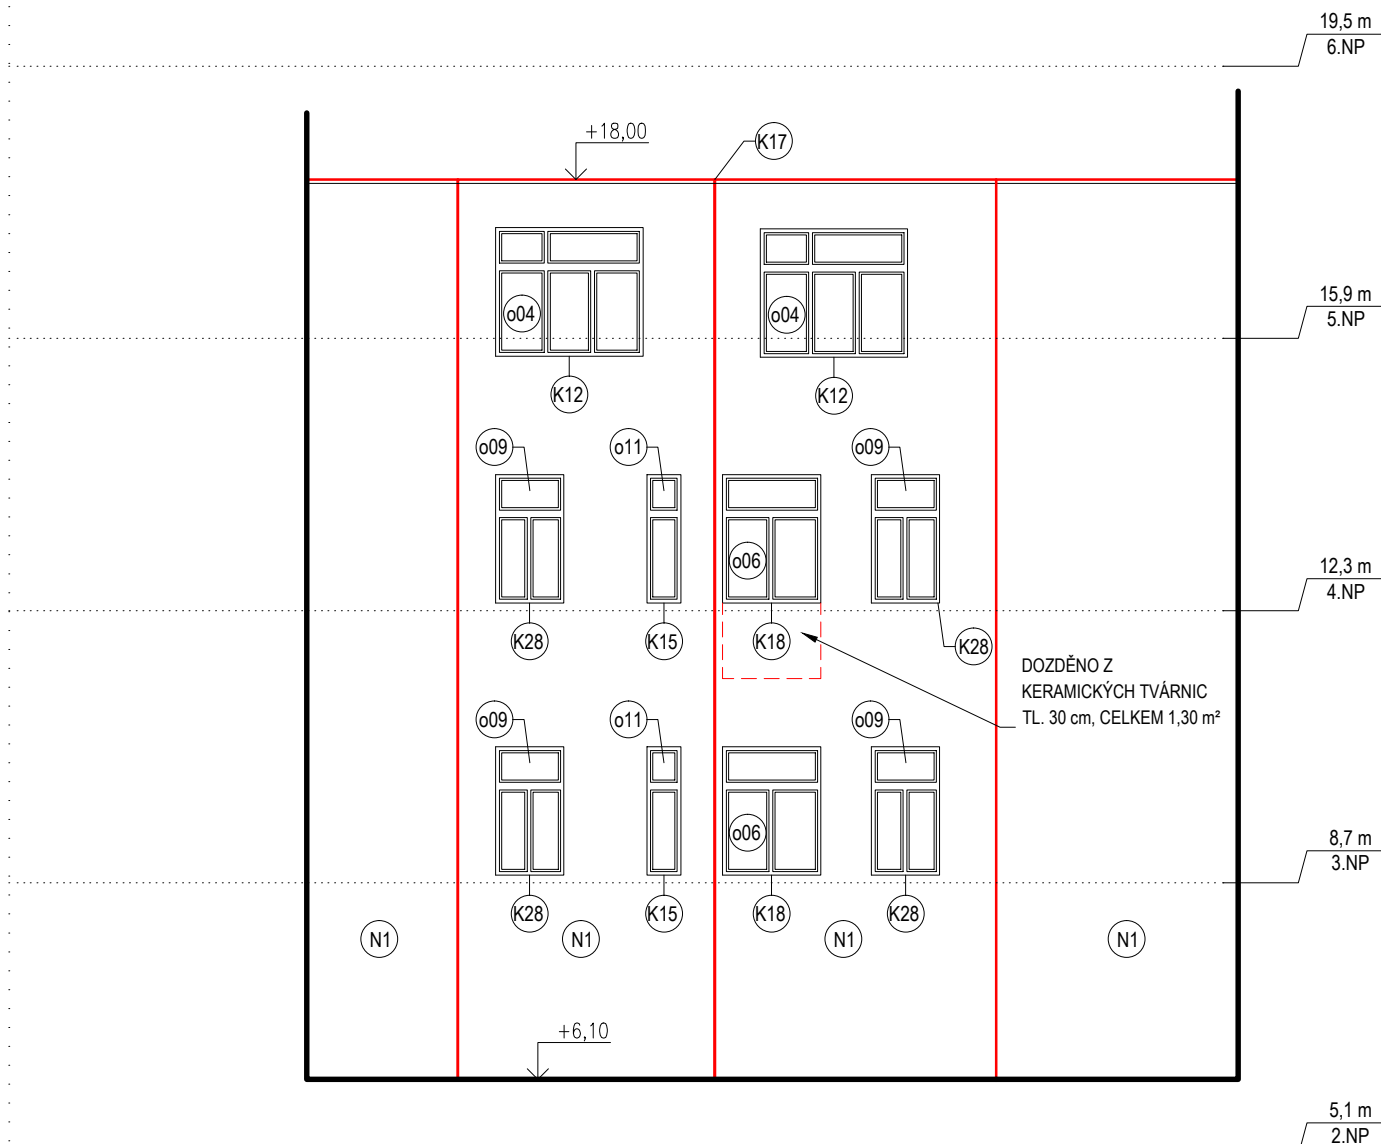 19,5 m
6.NP
+18,00
K17
15,9 m
5.NP
o04
o04
K12
K12
o09
o11
o09
o06
12,3 m
4.NP
K28
K15
K18
K28
DOZDĚNO Z
KERAMICKÝCH TVÁRNIC
TL. 30 cm, CELKEM 1,30 m²
o09
o11
o09
o06
8,7 m
3.NP
K28
K15
K18
K28
N1
N1
N1
N1
+6,10
5,1 m
2.NP